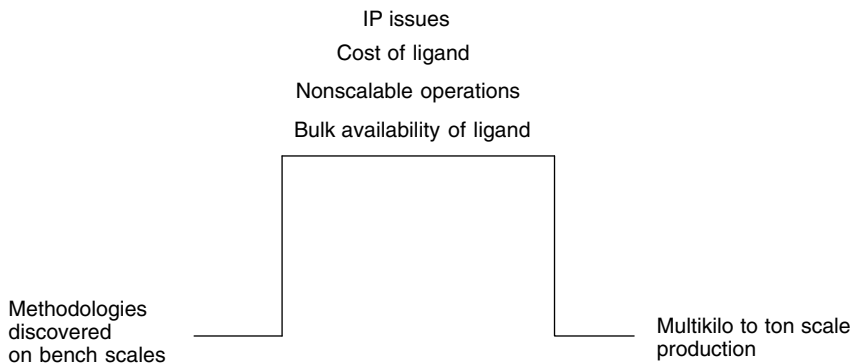 IP issues
Cost of ligand
Nonscalable operations
Bulk availability of ligand
Methodologies
discovered
on bench scales
Multikilo to ton scale
production